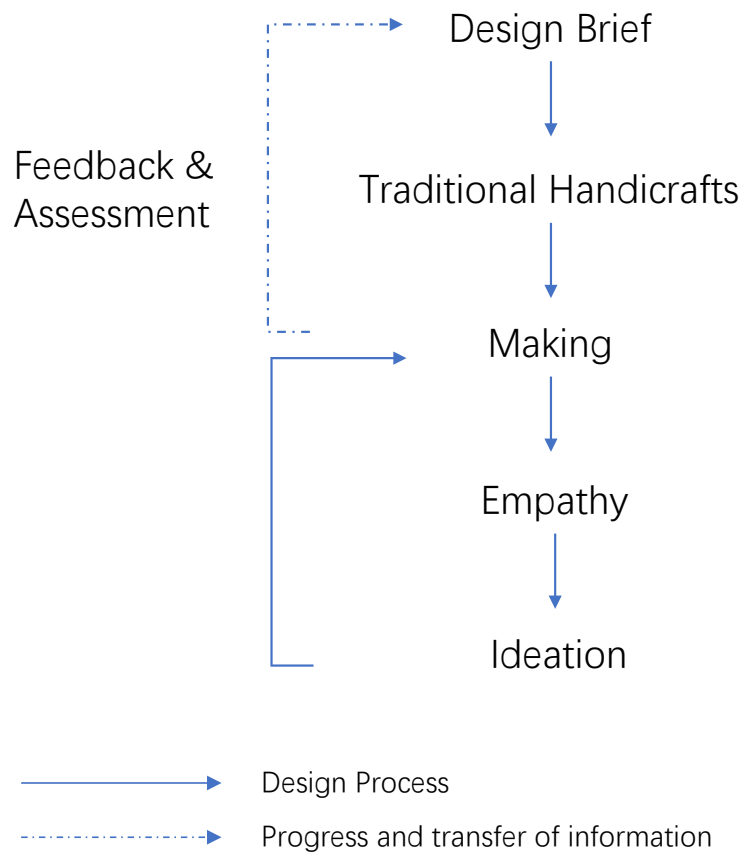 Design Brief
Feedback &
Assessment
Traditional Handicrafts
Making
Empathy
Ideation
Design Process
Progress and transfer of information